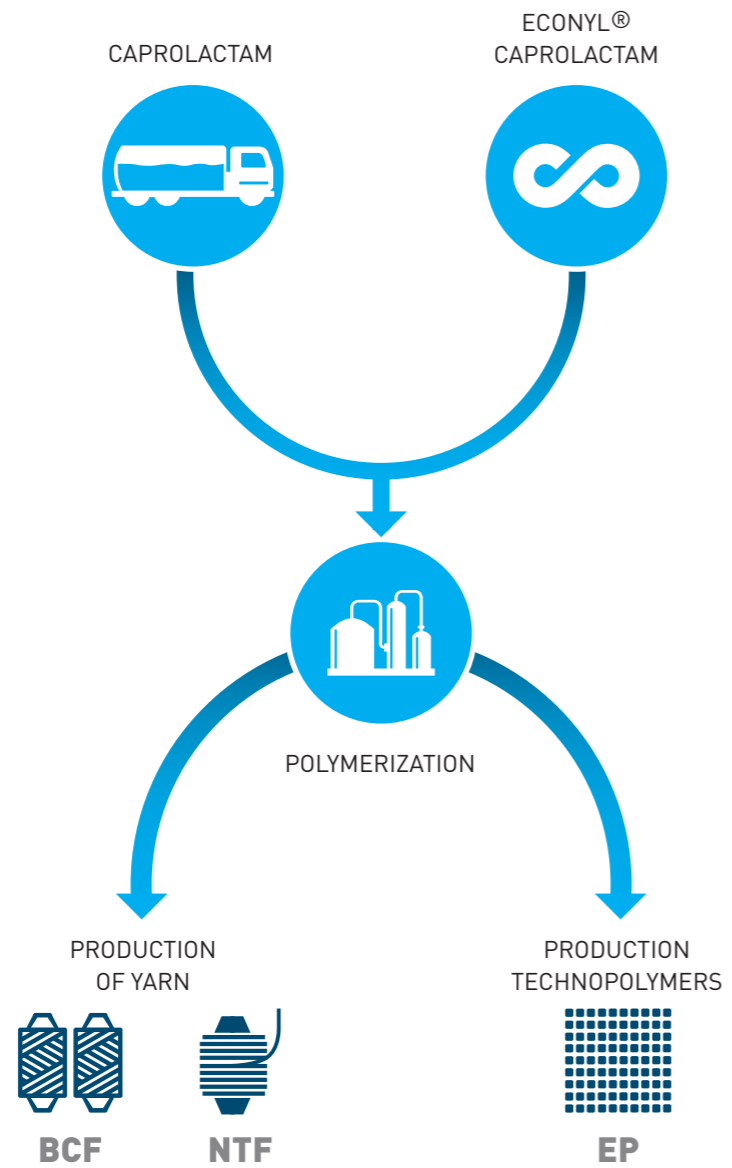 CAPROLACTAM
ECONYL®
CAPROLACTAM
POLYMERIZATION
PRODUCTION
OF YARN
PRODUCTION
TECHNOPOLYMERS
BCF
NTF
EP